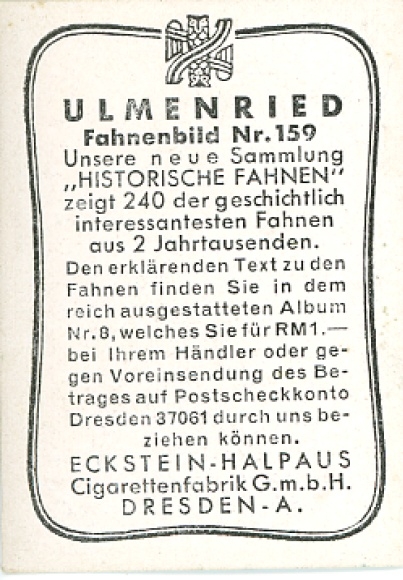 ULMENRIED
Fahnenbild Nr. 159
Unsere neue Sammlung
„HISTORISCHE FAHNEN"
zeigt 240 der geschichtlich
interessantesten Fahnen
aus 2 Jahrtausenden.
Den erklärenden Text zu den
Fahnen finden Sie in dem
reich ausgestatteten Album
Nr. 8, welches Sie für RM 1.—
bei Ihrem Händler oder ge-
gen Voreinsendung des Be-
trages auf Postscheckkonto
Dresden 37061 durch uns be-
ziehen können.
ECKSTEIN-HALPAUS
Cigarettenfabrik G.m.b.H.
DRESDEN-A.